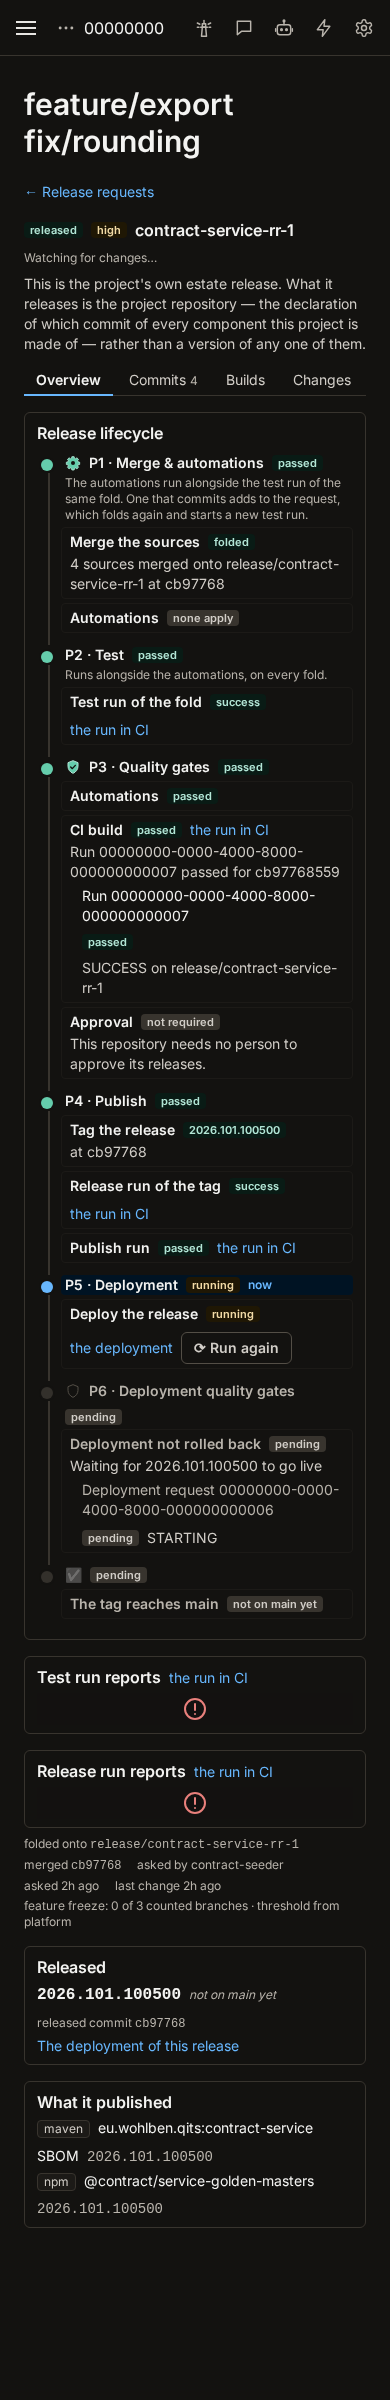 ··· 00000000
feature/export
fix/rounding
← Release requests
released high contract-service-rr-1
Watching for changes…
This is the project's own estate release. What it
releases is the project repository — the declaration
of which commit of every component this project is
made of — rather than a version of any one of them.
Overview Commits 4 Builds Changes
Release lifecycle
P1 · Merge & automations passed
The automations run alongside the test run of the
same fold. One that commits adds to the request,
which folds again and starts a new test run.
Merge the sources folded
4 sources merged onto release/contract-
service-rr-1 at cb97768
Automations none apply
P2 · Test passed
Runs alongside the automations, on every fold.
Test run of the fold success
the run in CI
P3 · Quality gates passed
Automations passed
CI build passed the run in CI
Run 00000000-0000-4000-8000-
000000000007 passed for cb97768559
Run 00000000-0000-4000-8000-
000000000007
passed
SUCCESS on release/contract-service-
rr-1
Approval not required
This repository needs no person to
approve its releases.
P4 · Publish passed
Tag the release 2026.101.100500
at cb97768
Release run of the tag success
the run in CI
Publish run passed the run in CI
P5 · Deployment running now
Deploy the release running
the deployment ⟳ Run again
P6 · Deployment quality gates
pending
Deployment not rolled back pending
Waiting for 2026.101.100500 to go live
Deployment request 00000000-0000-
4000-8000-000000000006
pending STARTING
☑ pending
The tag reaches main not on main yet
Test run reports the run in CI
Release run reports the run in CI
folded onto release/contract-service-rr-1
merged cb97768 asked by contract-seeder
asked 2h ago last change 2h ago
feature freeze: 0 of 3 counted branches · threshold from
platform
Released
2026.101.100500 not on main yet
released commit cb97768
The deployment of this release
What it published
maven eu.wohlben.qits:contract-service
SBOM 2026.101.100500
npm @contract/service-golden-masters
2026.101.100500